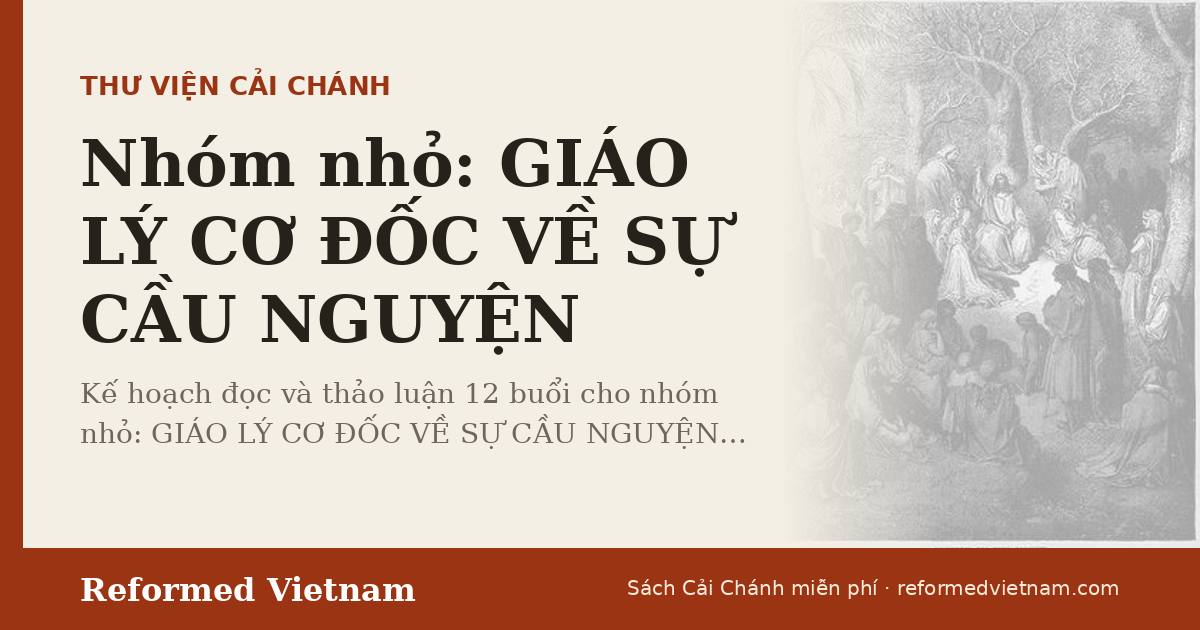 THƯ VIỆN CẢI CHÁNH
Nhóm nhỏ: GIÁO
LÝ CƠ ĐỐC VỀ SỰ
CẦU NGUYỆN
Kế hoạch đọc và thảo luận 12 buổi cho nhóm
nhỏ: GIÁO LÝ CƠ ĐỐC VỀ SỰ CẦU NGUYỆN...
Reformed Vietnam
Sách Cải Chánh miễn phí · reformedvietnam.com